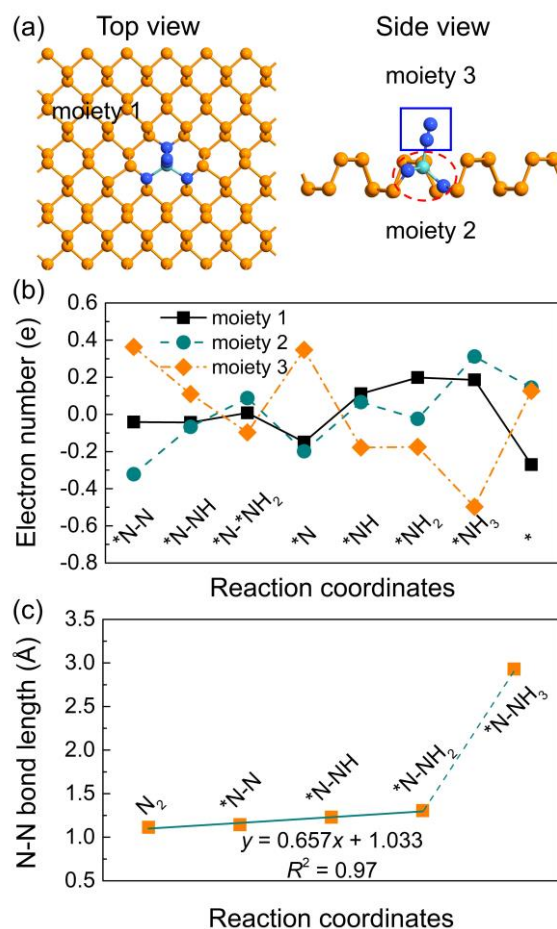 (a)
Top view
Side view
moiety 1
moiety 3
moiety 2
(b)
moiety 1
moiety 2
moiety 3
Electron number (e)
0.6
0.4
0.2
0.0
-0.2
-0.4
-0.6
-0.8
*N-N
*N-NH
*N-*NH₂
*N
*NH
*NH₂
*NH₃
*
Reaction coordinates
(c)
N-N bond length (Å)
3.5
3.0
2.5
2.0
1.5
1.0
0.5
N₂
*N-N
*N-NH
*N-NH₂
*N-NH₃
y = 0.657x + 1.033
R² = 0.97
Reaction coordinates